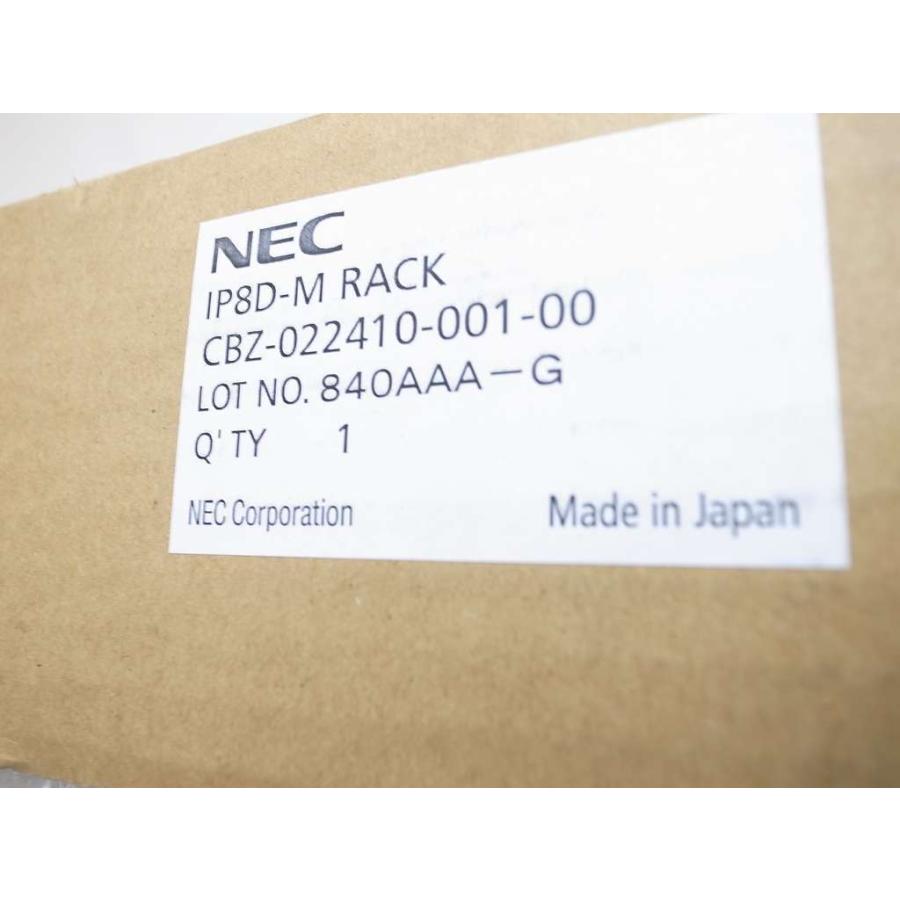 NEC
IP8D-M RACK
CBZ-022410-001-00
LOT NO. 840AAA-G
Q'TY 1
NEC Corporation Made in Japan